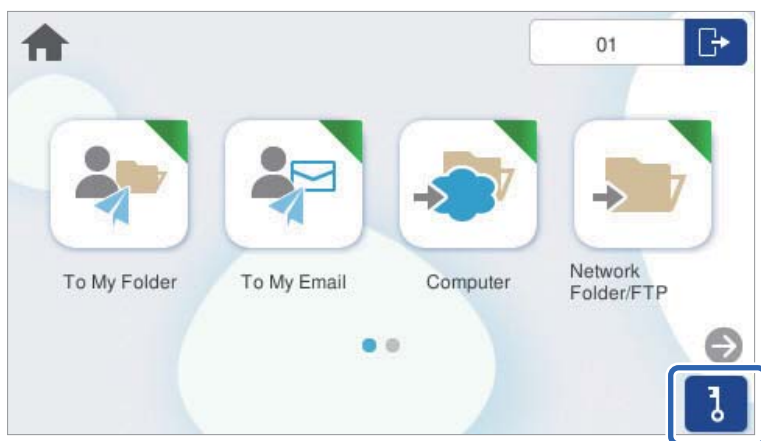 01
To My Folder
To My Email
Computer
Network
Folder/FTP